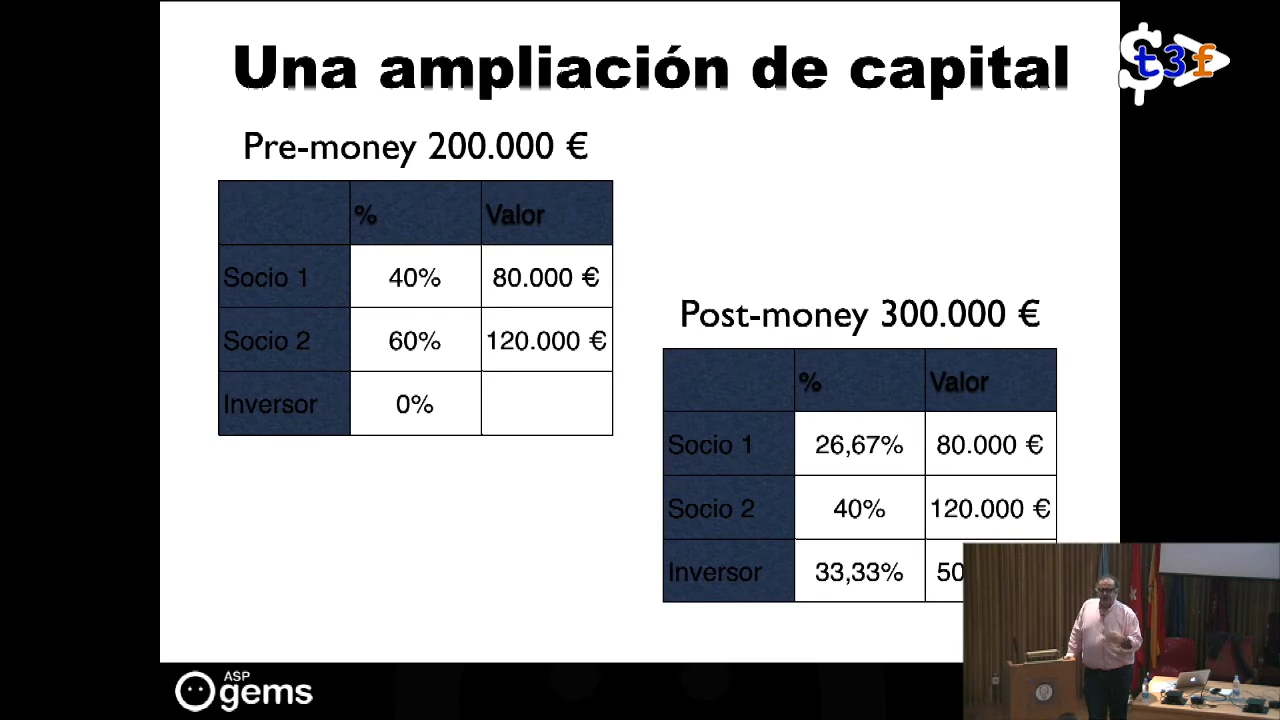 Una ampliación de capital
Pre-money 200.000 €
% Valor
Socio 1 40% 80.000 €
Socio 2 60% 120.000 €
Inversor 0%
Post-money 300.000 €
% Valor
Socio 1 26,67% 80.000 €
Socio 2 40% 120.000 €
Inversor 33,33% 50
t3f
ASP
gems